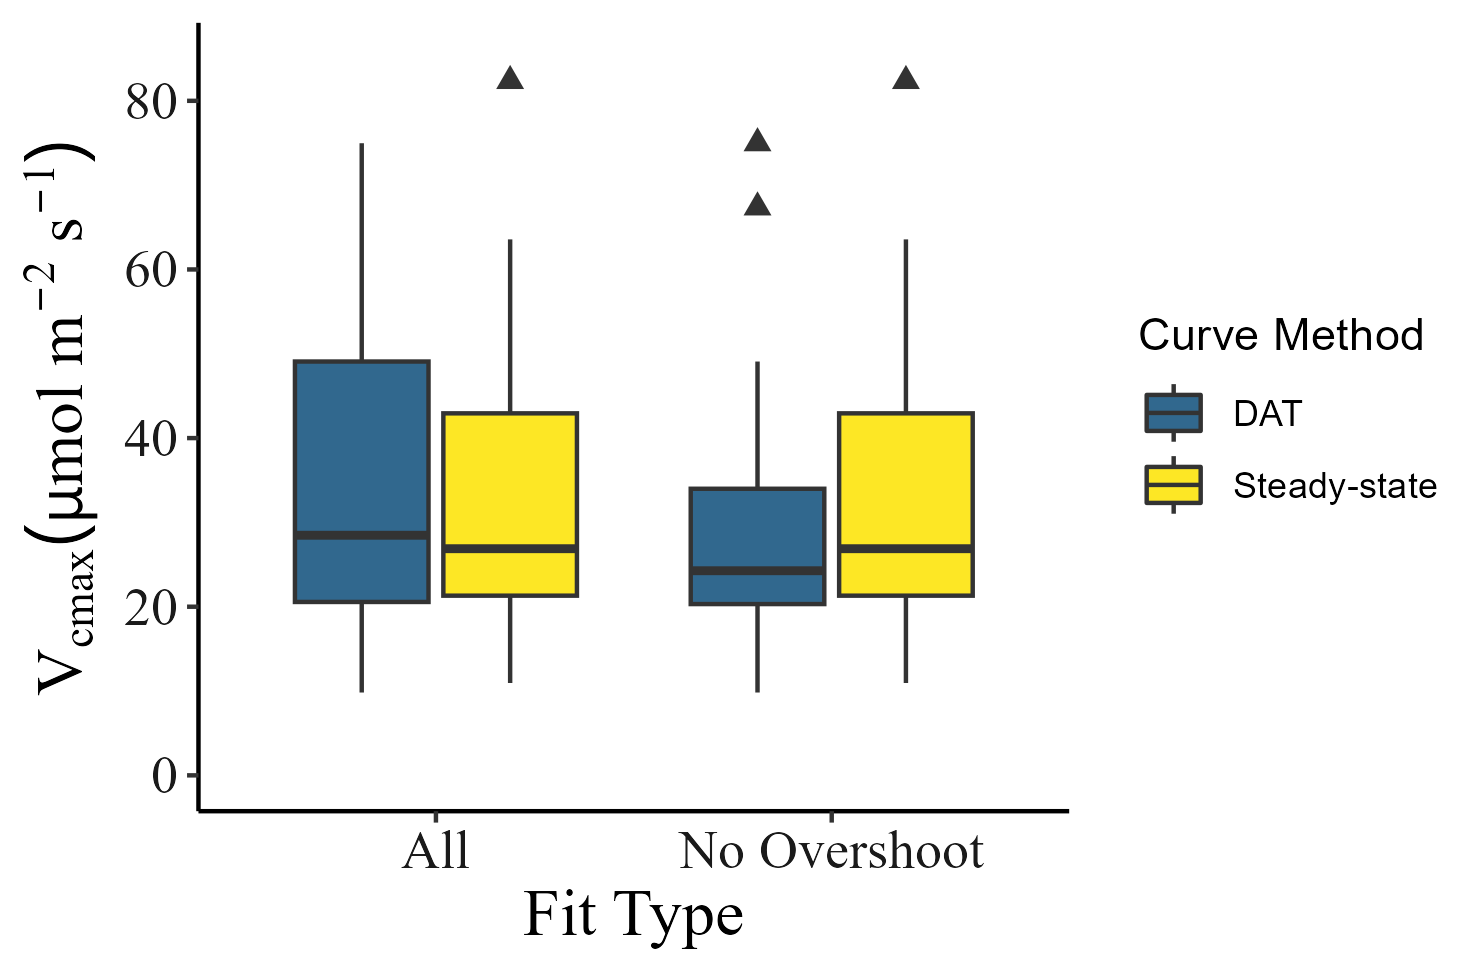 80
60
40
20
0
Vcmax(μmol m−2 s−1)
All
No Overshoot
Fit Type
Curve Method
DAT
Steady-state